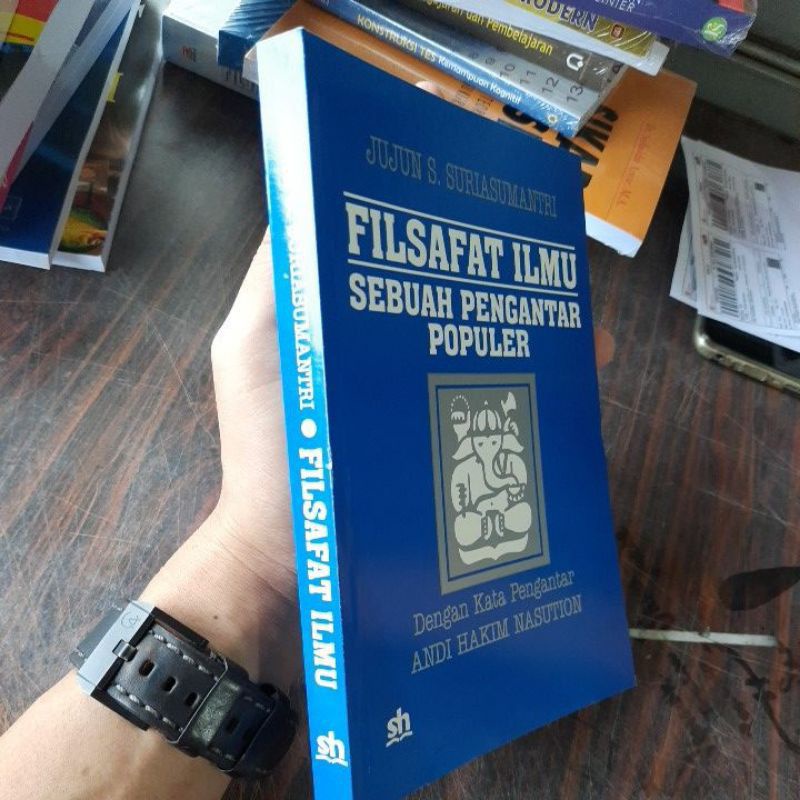 JUJUN S. SURIASUMANTRI
FILSAFAT ILMU
SEBUAH PENGANTAR
POPULER
Dengan Kata Pengantar
ANDI HAKIM NASUTION
sh
SURIASUMANTRI ● FILSAFAT ILMU
sh
dan Pembelajaran
KONSTRUKSI TES Kemampuan Kognitif